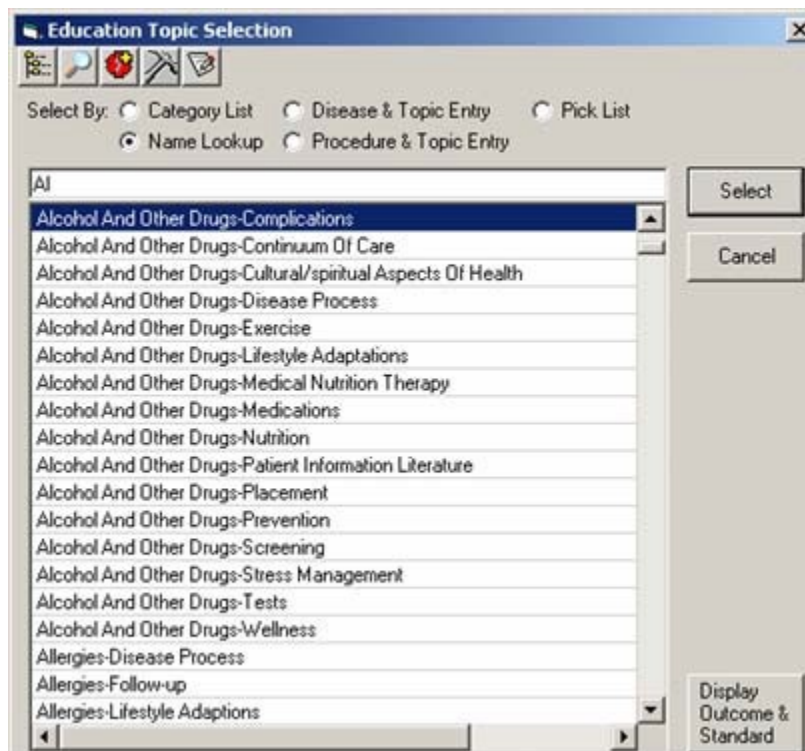 Education Topic Selection
Select By: Category List Disease & Topic Entry Pick List
Name Lookup Procedure & Topic Entry
Al
Select
Cancel
Alcohol And Other Drugs-Complications
Alcohol And Other Drugs-Continuum Of Care
Alcohol And Other Drugs-Cultural/spiritual Aspects Of Health
Alcohol And Other Drugs-Disease Process
Alcohol And Other Drugs-Exercise
Alcohol And Other Drugs-Lifestyle Adaptations
Alcohol And Other Drugs-Medical Nutrition Therapy
Alcohol And Other Drugs-Medications
Alcohol And Other Drugs-Nutrition
Alcohol And Other Drugs-Patient Information Literature
Alcohol And Other Drugs-Placement
Alcohol And Other Drugs-Prevention
Alcohol And Other Drugs-Screening
Alcohol And Other Drugs-Stress Management
Alcohol And Other Drugs-Tests
Alcohol And Other Drugs-Wellness
Allergies-Disease Process
Allergies-Follow-up
Allergies-Lifestyle Adaptions
Display
Outcome &
Standard